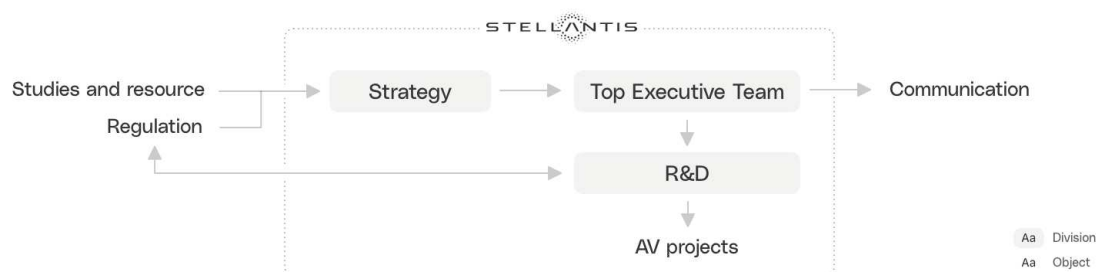 STELLANTIS
Studies and resource
Strategy
Top Executive Team
Communication
Regulation
R&D
AV projects
Aa Division
Aa Object